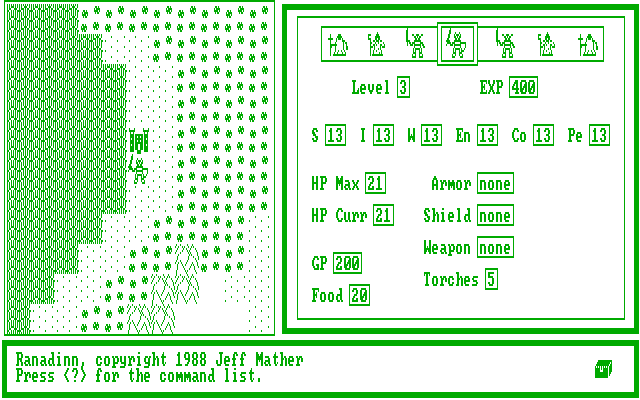 Level 3 EXP 400
S 13 I 13 W 13 En 13 Co 13 Pe 13
HP Max 21 Armor none
HP Curr 21 Shield none
Weapon none
GP 200 Torches 5
Food 20
Ranadinn, copyright 1988 Jeff Mather
Press <?> for the command list.